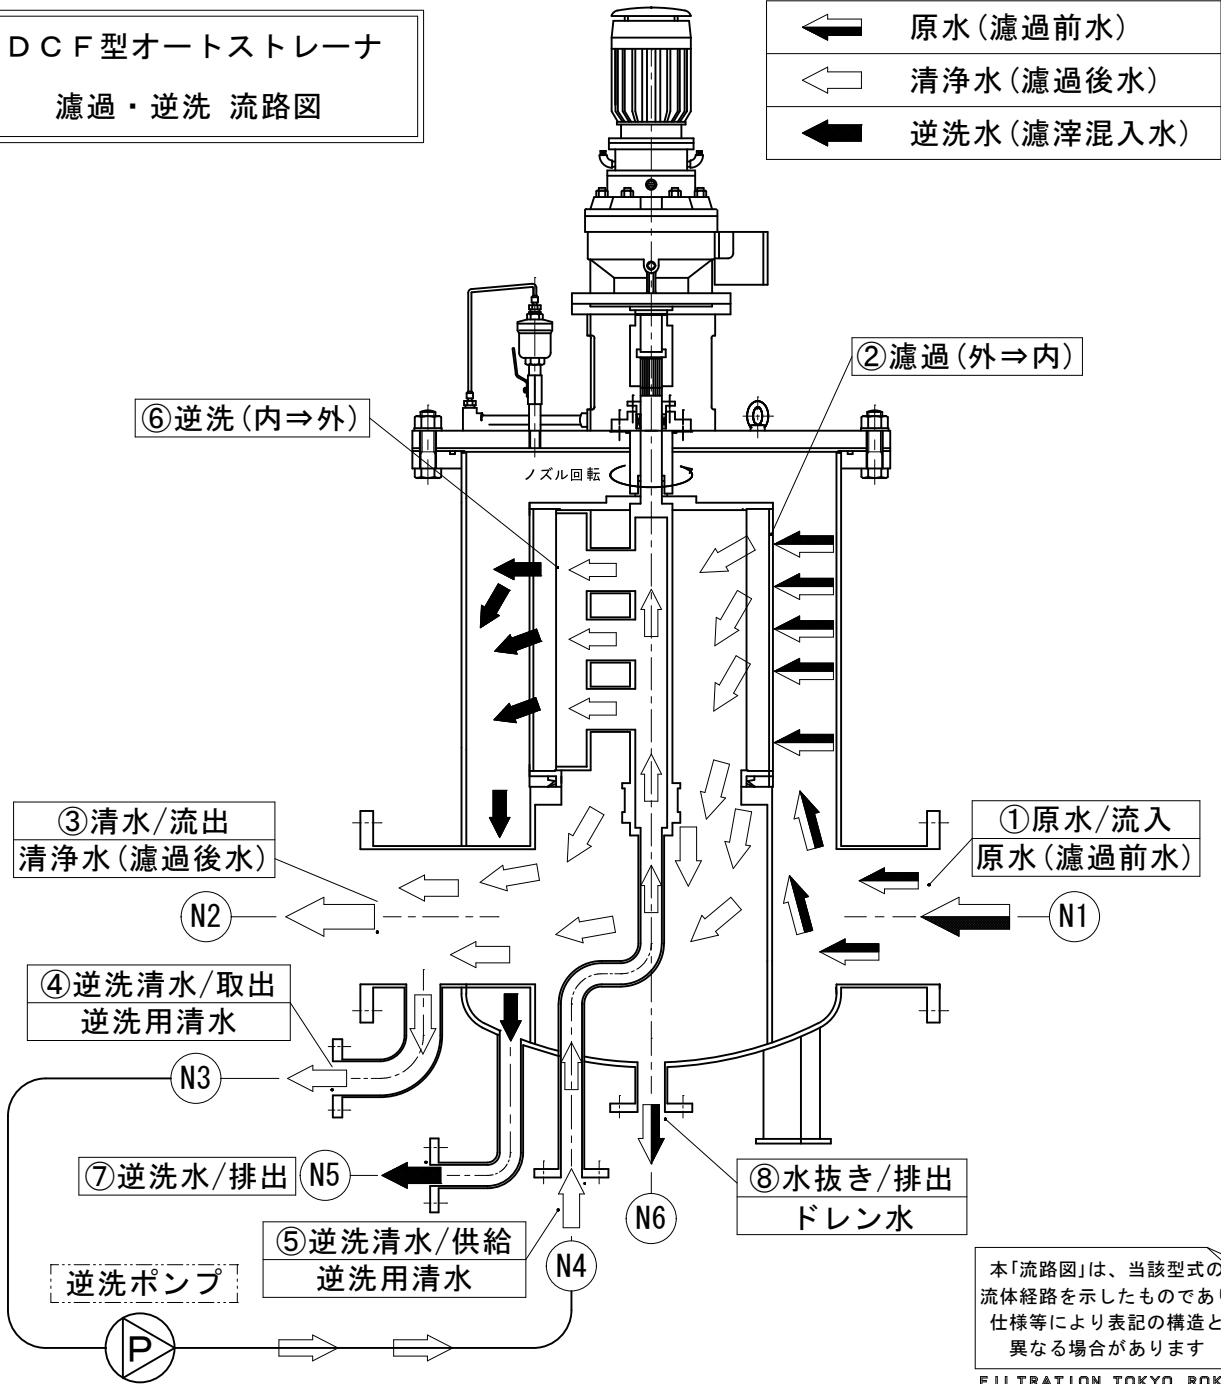 DCF型オートストレーナ
濾過・逆洗 流路図
原水(濾過前水)
清浄水(濾過後水)
逆洗水(濾滓混入水)
②濾過(外⇒内)
⑥逆洗(内⇒外)
ノズル回転
③清水/流出
清浄水(濾過後水)
N2
①原水/流入
原水(濾過前水)
N1
④逆洗清水/取出
逆洗用清水
N3
⑦逆洗水/排出
N5
⑧水抜き/排出
ドレン水
N6
⑤逆洗清水/供給
逆洗用清水
N4
逆洗ポンプ
P
本「流路図」は、当該型式の
流体経路を示したものであり
仕様等により表記の構造と
異なる場合があります
FILTRATION TOKYO ROK